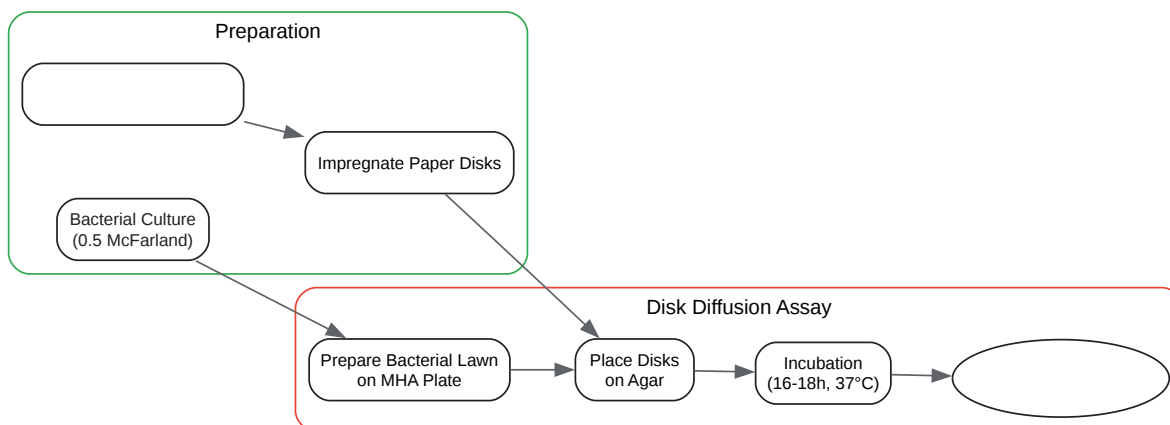 Preparation
Impregnate Paper Disks
Bacterial Culture
(0.5 McFarland)
Disk Diffusion Assay
Prepare Bacterial Lawn
on MHA Plate
Place Disks
on Agar
Incubation
(16-18h, 37°C)